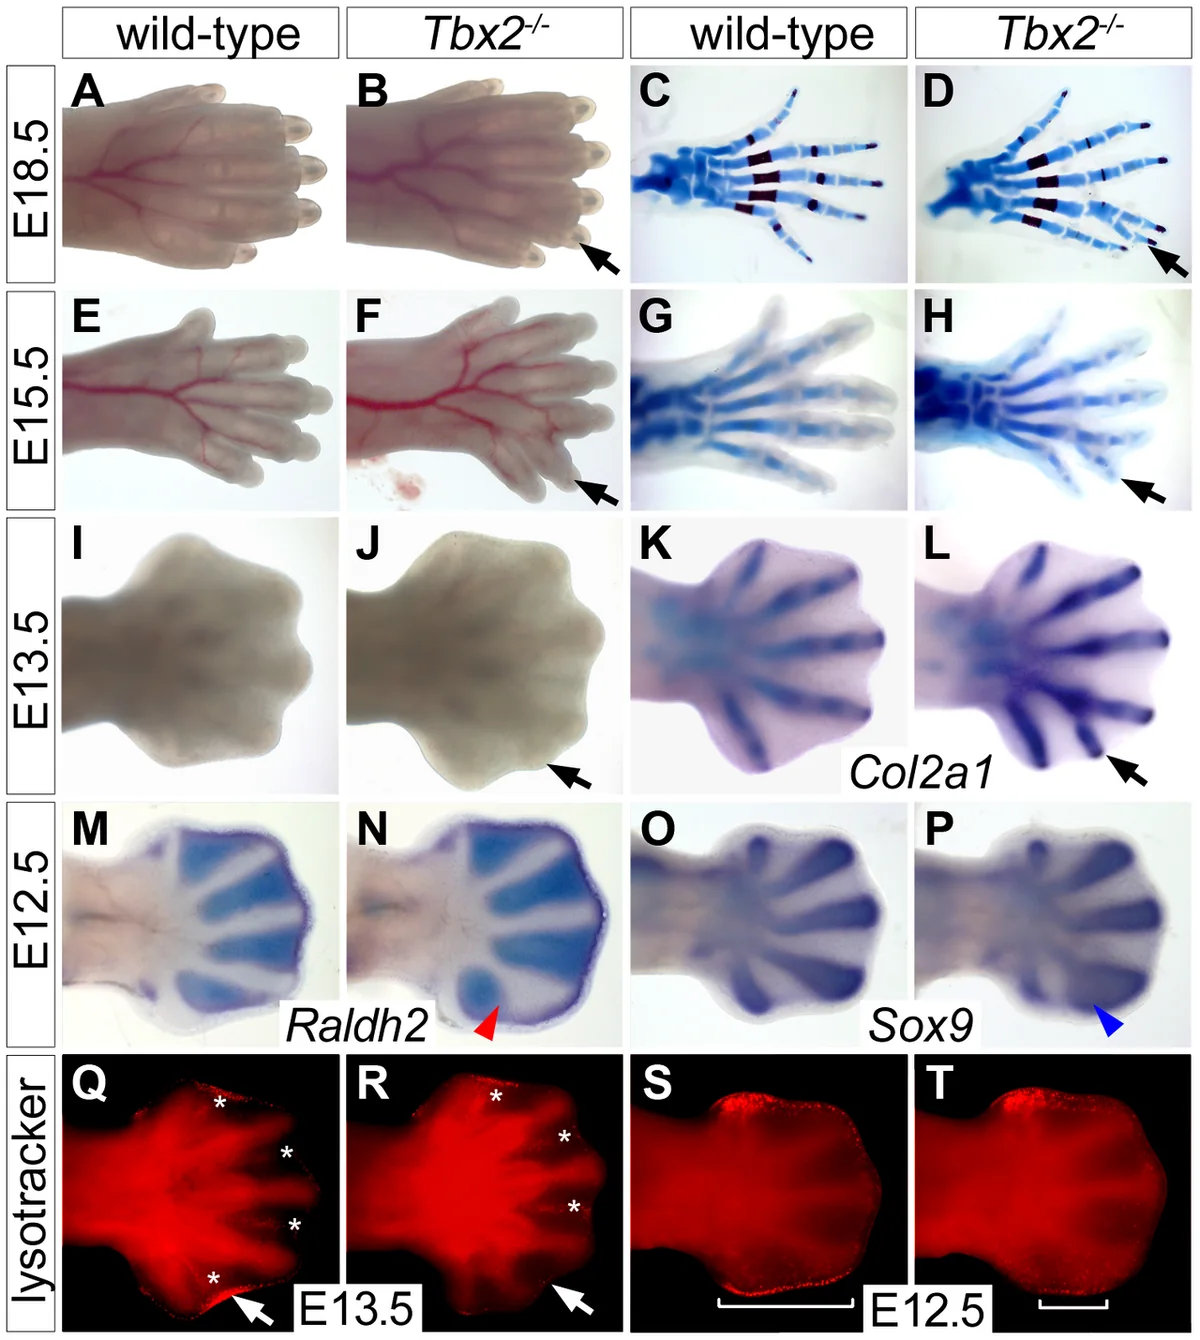 wild-type Tbx2-/- wild-type Tbx2-/-
E18.5 A B C D
E15.5 E F G H
E13.5 I J K L
Col2a1
E12.5 M N O P
Raldh2 Sox9
lysotracker Q R S T
* * * * * * *
E13.5 E12.5